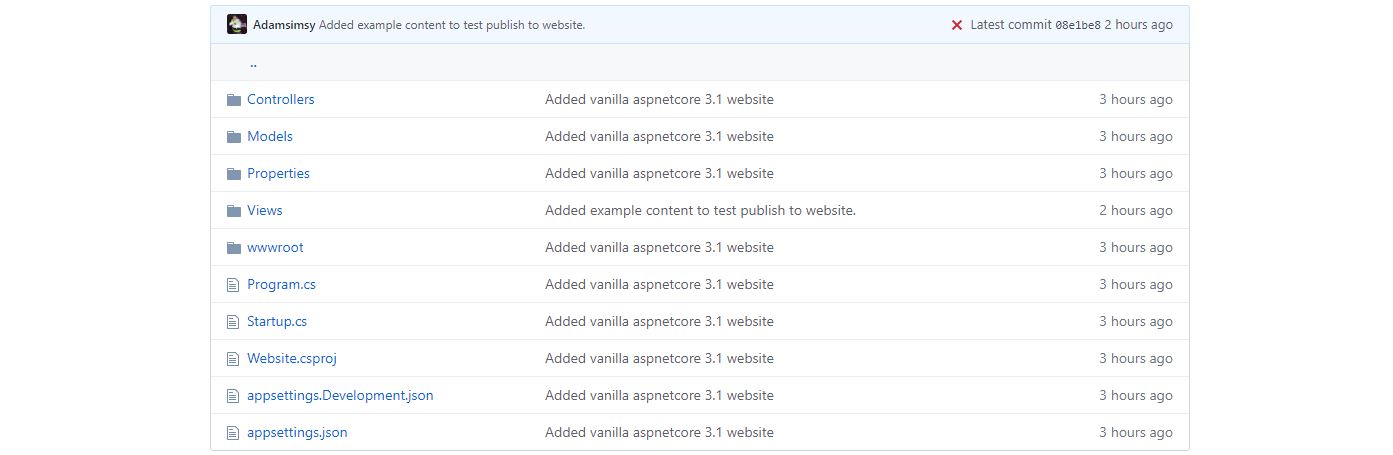 Adamsimsy Added example content to test publish to website. Latest commit 08e1be8 2 hours ago
..
Controllers Added vanilla aspnetcore 3.1 website 3 hours ago
Models Added vanilla aspnetcore 3.1 website 3 hours ago
Properties Added vanilla aspnetcore 3.1 website 3 hours ago
Views Added example content to test publish to website. 2 hours ago
wwwroot Added vanilla aspnetcore 3.1 website 3 hours ago
Program.cs Added vanilla aspnetcore 3.1 website 3 hours ago
Startup.cs Added vanilla aspnetcore 3.1 website 3 hours ago
Website.csproj Added vanilla aspnetcore 3.1 website 3 hours ago
appsettings.Development.json Added vanilla aspnetcore 3.1 website 3 hours ago
appsettings.json Added vanilla aspnetcore 3.1 website 3 hours ago